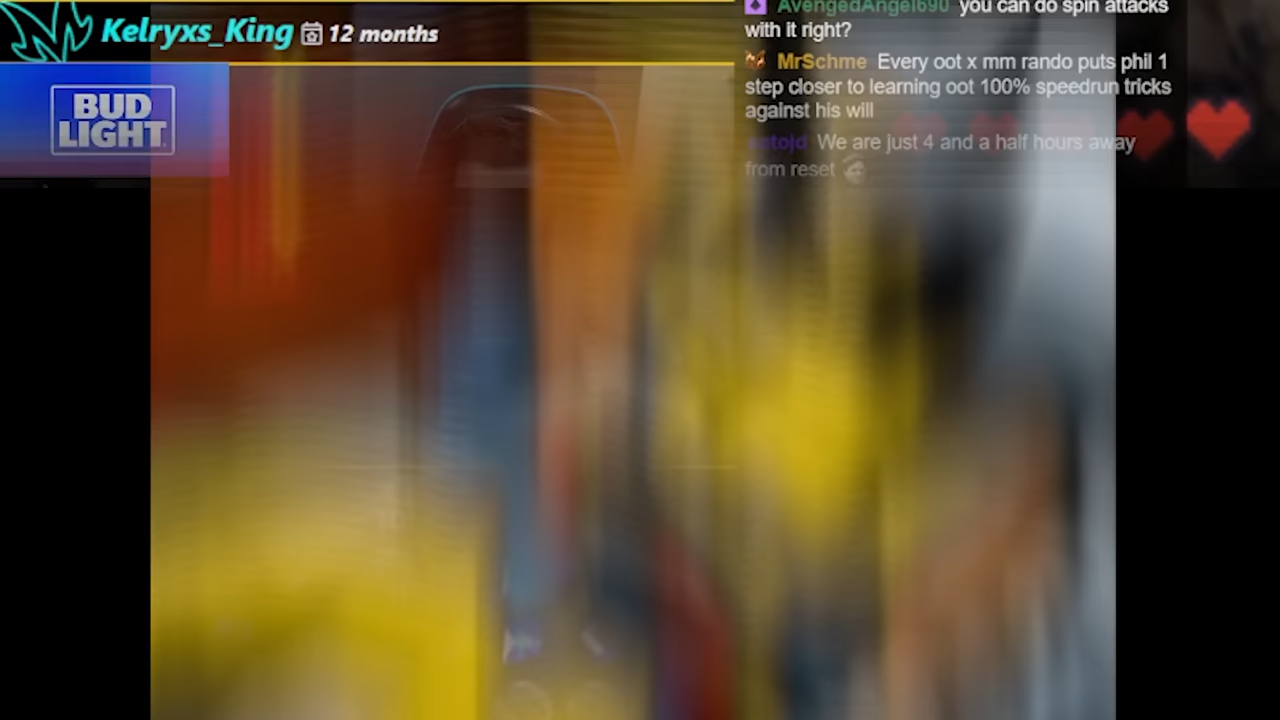 Kelryxs_King 12 months
BUD
LIGHT
AvengedAngel690 you can do spin attacks
with it right?
MrSchme Every oot x mm rando puts phil 1
step closer to learning oot 100% speedrun tricks
against his will
We are just 4 and a half hours away
from reset